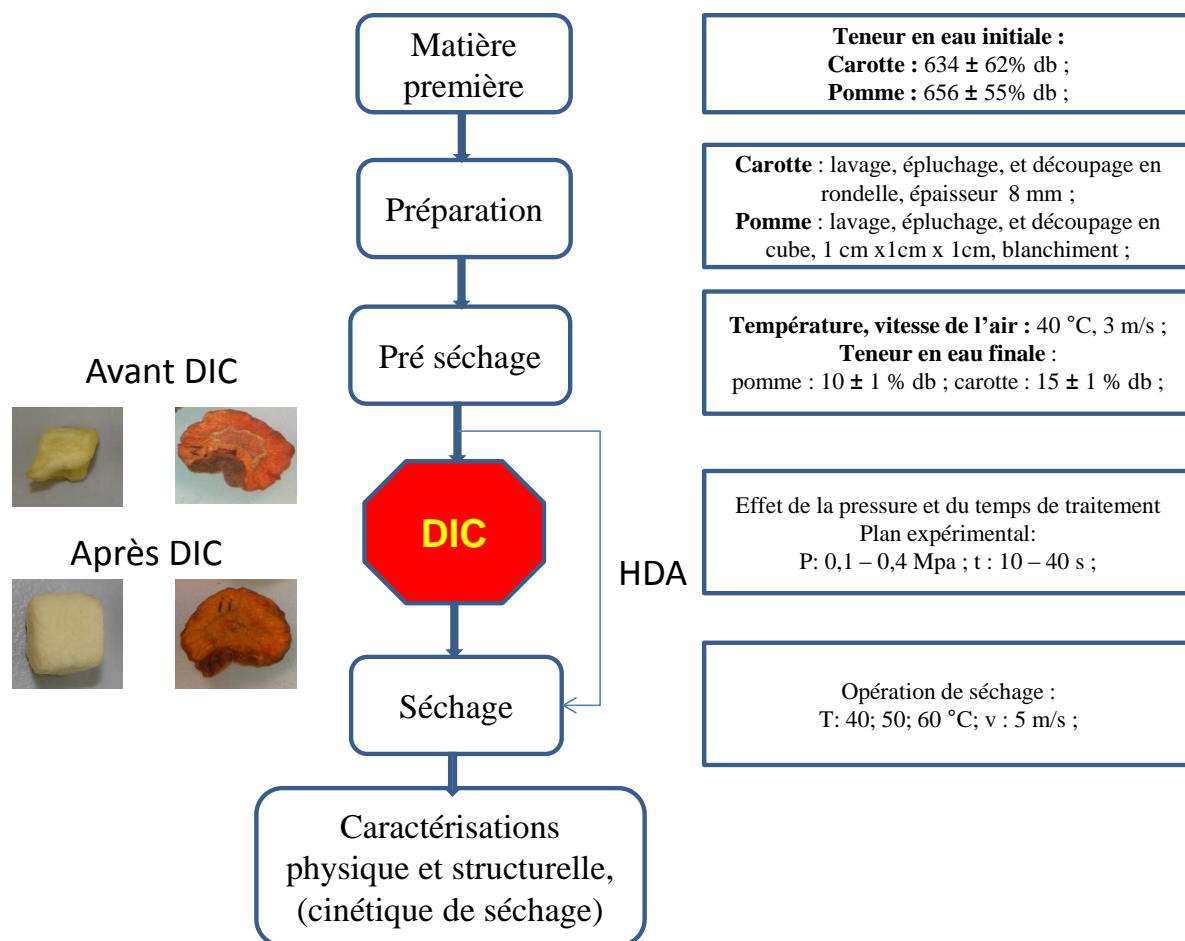 Matière
première
Teneur en eau initiale :
Carotte : 634 ± 62% db ;
Pomme : 656 ± 55% db ;
Préparation
Carotte : lavage, épluchage, et découpage en
rondelle, épaisseur 8 mm ;
Pomme : lavage, épluchage, et découpage en
cube, 1 cm x1cm x 1cm, blanchiment ;
Pré séchage
Température, vitesse de l’air : 40 °C, 3 m/s ;
Teneur en eau finale :
pomme : 10 ± 1 % db ; carotte : 15 ± 1 % db ;
Avant DIC
DIC
Après DIC
HDA
Effet de la pressure et du temps de traitement
Plan expérimental:
P: 0,1 – 0,4 Mpa ; t : 10 – 40 s ;
Séchage
Opération de séchage :
T: 40; 50; 60 °C; v : 5 m/s ;
Caractérisations
physique et structurelle,
(cinétique de séchage)